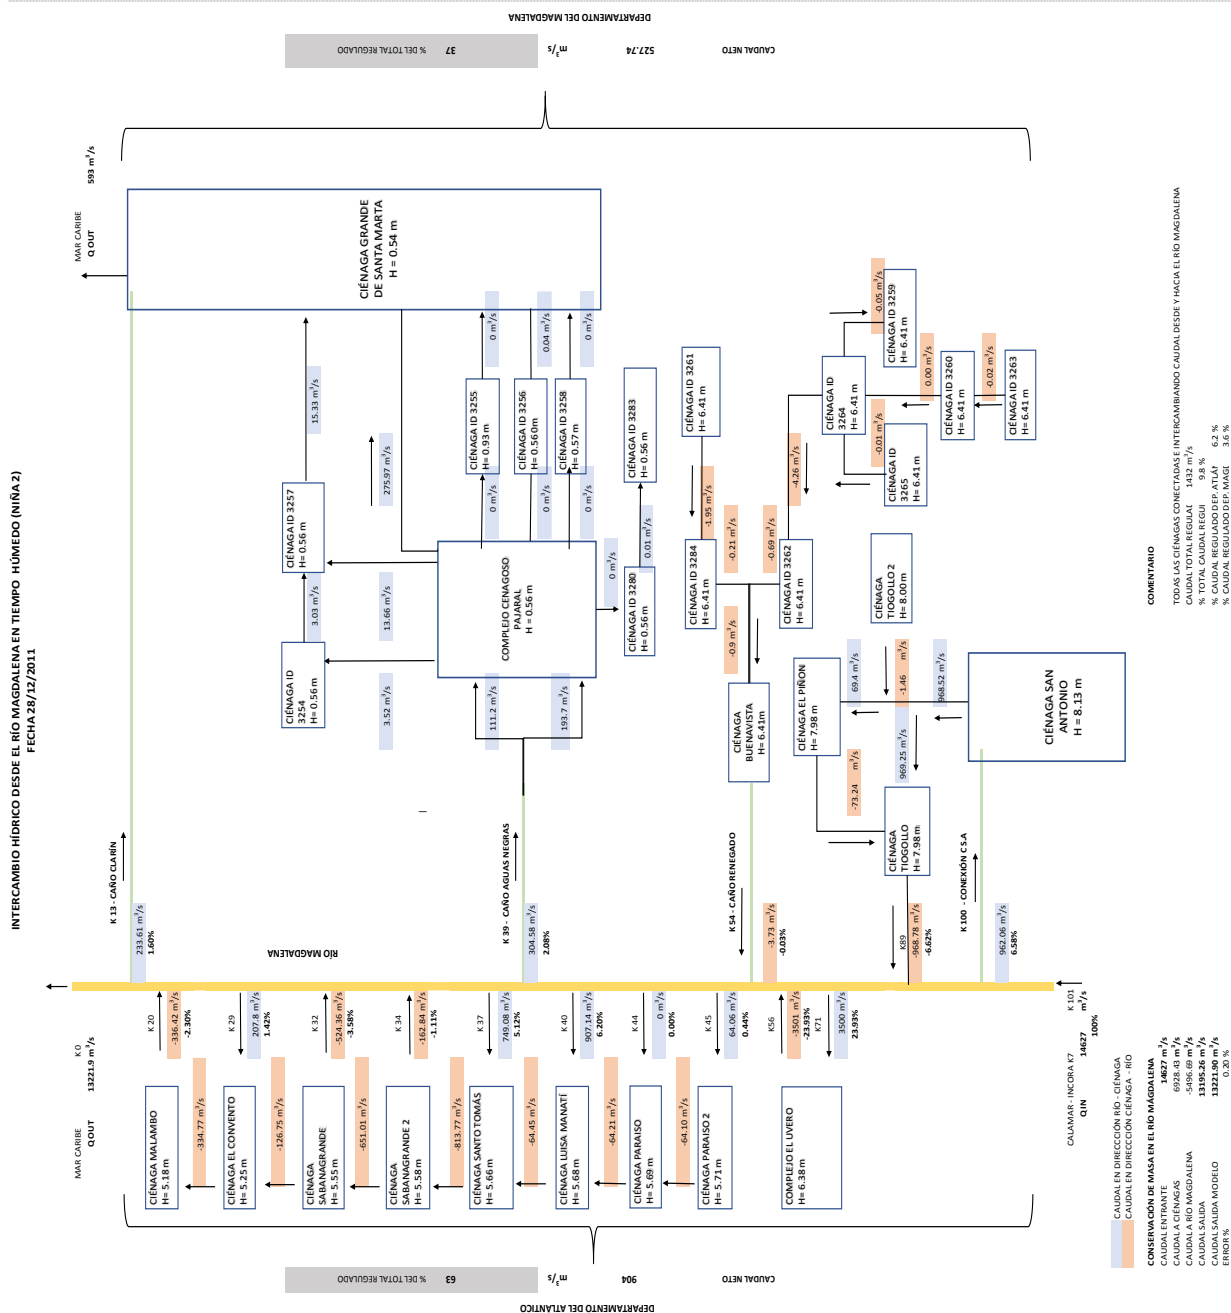 INTERCAMBIO HÍDRICO DESDE EL RÍO MAGDALENA EN TIEMPO HÚMEDO (NIÑA 2)
FECHA 28/12/2011
DEPARTAMENTO DEL MAGDALENA
% DEL TOTAL REGULADO
37
m³/s
527.74
CAUDAL NETO
MAR CARIBE
Q OUT
593 m³/s
CIÉNAGA GRANDE
DE SANTA MARTA
H = 0.54 m
K 13 - CAÑO CLARÍN
233.61 m³/s
1.60%
CIÉNAGA ID
3254
H= 0.56 m
3.03 m³/s
CIÉNAGA ID 3257
H= 0.56 m
15.33 m³/s
3.52 m³/s
13.66 m³/s
275.97 m³/s
K 39 - CAÑO AGUAS NEGRAS
304.58 m³/s
2.08%
111.2 m³/s
193.7 m³/s
COMPLEJO CENAGOSO
PAJARAL
H = 0.56 m
0 m³/s
CIÉNAGA ID 3255
H= 0.93 m
0 m³/s
0 m³/s
CIÉNAGA ID 3256
H= 0.560m
0.04 m³/s
0 m³/s
CIÉNAGA ID 3258
H= 0.57 m
0 m³/s
0 m³/s
CIÉNAGA ID 3280
H= 0.56 m
0.01 m³/s
CIÉNAGA ID 3283
H= 0.56 m
CIÉNAGA ID 3261
H= 6.41 m
-1.95 m³/s
CIÉNAGA ID 3284
H= 6.41 m
-0.21 m³/s
-0.9 m³/s
-0.69 m³/s
CIÉNAGA
BUENAVISTA
H= 6.41m
CIÉNAGA ID 3262
H= 6.41 m
-4.26 m³/s
CIÉNAGA ID
3264
H= 6.41 m
-0.05 m³/s
CIÉNAGA ID 3259
H= 6.41 m
-0.01 m³/s
CIÉNAGA ID
3265
H= 6.41 m
0.00 m³/s
CIÉNAGA ID 3260
H= 6.41 m
-0.02 m³/s
CIÉNAGA ID 3263
H= 6.41 m
K 54 - CAÑO RENEGADO
-3.73 m³/s
-0.03%
CIÉNAGA EL PIÑON
H= 7.98 m
69.4 m³/s
CIÉNAGA
TIOGOLLO 2
H= 8.00m
-1.46 m³/s
-73.24 m³/s
969.25 m³/s
968.52 m³/s
CIÉNAGA
TIOGOLLO
H= 7.98 m
CIÉNAGA SAN
ANTONIO
H = 8.13 m
K89
-968.78 m³/s
-6.62%
K 100 - CONEXIÓN C S.A
962.06 m³/s
6.58%
RÍO MAGDALENA
MAR CARIBE
QOUT
K 0
13221.9 m³/s
K 20
-336.42 m³/s
-2.30%
K 29
207.8 m³/s
1.42%
K 32
-524.36 m³/s
-3.58%
K 34
-162.84 m³/s
-1.11%
K 37
749.08 m³/s
5.12%
K 40
907.14 m³/s
6.20%
K 44
0 m³/s
0.00%
K 45
64.06 m³/s
0.44%
K56
-3501 m³/s
-23.93%
K71
3500 m³/s
23.93%
CIÉNAGA MALAMBO
H= 5.18 m
-334.77 m³/s
CIÉNAGA EL CONVENTO
H= 5.25 m
-126.75 m³/s
CIÉNAGA
SABANAGRANDE
H= 5.55 m
-651.01 m³/s
CIÉNAGA
SABANAGRANDE 2
H= 5.58 m
-813.77 m³/s
CIÉNAGA SANTO TOMÁS
H= 5.66 m
-64.45 m³/s
CIÉNAGA LUISA MANATÍ
H= 5.68 m
-64.21 m³/s
CIÉNAGA PARAISO
H= 5.69 m
-64.10 m³/s
CIÉNAGA PARAISO 2
H= 5.71 m
COMPLEJO EL UVERO
H= 6.38 m
CALAMAR - INCORA K7
QIN
14627
100%
K 101
m³/s
DEPARTAMENTO DEL ATLÁNTICO
% DEL TOTAL REGULADO
63
m³/s
904
CAUDAL NETO
CAUDAL EN DIRECCIÓN RÍO - CIÉNAGA
CAUDAL EN DIRECCCIÓN CIÉNAGA - RÍO
CONSERVACIÓN DE MASA EN EL RÍO MÁGDALENA
CAUDAL ENTRANTE 14627 m³/s
CAUDAL A CIÉNAGAS 6928.43 m³/s
CAUDAL A RÍO MAGDALENA -5496.69 m³/s
CAUDAL SALIDA 13195.26 m³/s
CAUDAL SALIDA MODELO 13221.90 m³/s
ERROR % 0.20 %
COMENTARIO
TODAS LAS CIÉNAGAS CONECTADAS E INTERCAMBIANDO CAUDAL DESDE Y HACIA EL RÍO MAGDALENA
CAUDAL TOTAL REGULAI 1432 m³/s
% TOTAL CAUDAL REGUI 9.8 %
% CAUDAL REGULADO DEP. ATLÁ 6.2 %
% CAUDAL REGULADO DEP. MAGI 3.6 %